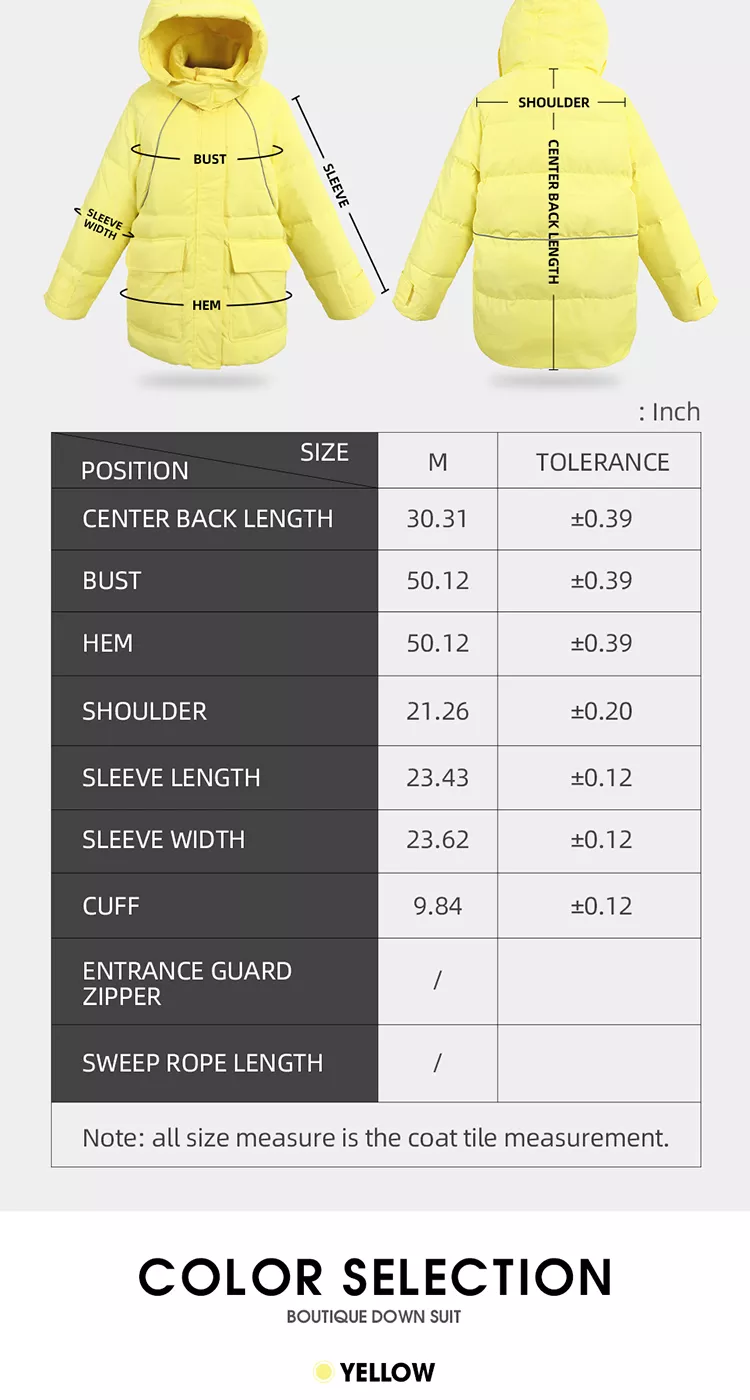 BUST
SLEEVE
SLEEVE
WIDTH
HEM
SHOULDER
CENTER BACK LENGTH
: Inch
POSITION SIZE M TOLERANCE
CENTER BACK LENGTH 30.31 ±0.39
BUST 50.12 ±0.39
HEM 50.12 ±0.39
SHOULDER 21.26 ±0.20
SLEEVE LENGTH 23.43 ±0.12
SLEEVE WIDTH 23.62 ±0.12
CUFF 9.84 ±0.12
ENTRANCE GUARD
ZIPPER /
SWEEP ROPE LENGTH /
Note: all size measure is the coat tile measurement.
COLOR SELECTION
BOUTIQUE DOWN SUIT
YELLOW